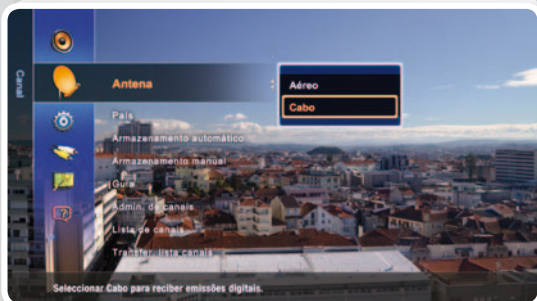 Canal
Antena :
Aéreo
Cabo
País
Armazenamento automático
Armazenamento manual
Guia
Admin. de canais
Lista de canais
Transfer. lista canais
Seleccionar Cabo para reciber emissões digitais.